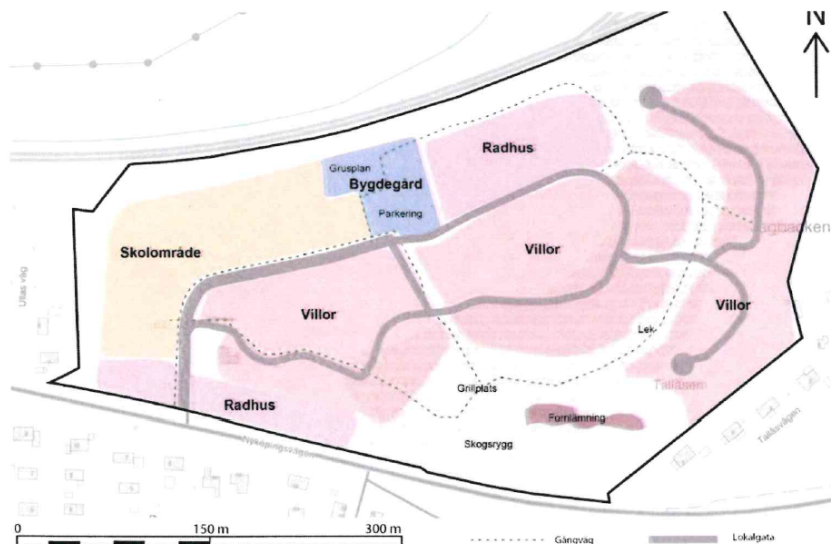 N
Radhus
Grusplan
Bygdegård
Parkering
Skolområde
Villor
Villor
Villor
Ullas väg
Lek
Tallåsen
Grillplats
Radhus
Fornlämning
Skogsrygg
Nyköpingsvägen
Tallåsvägen
0 150 m 300 m
Gångväg Lokalgata